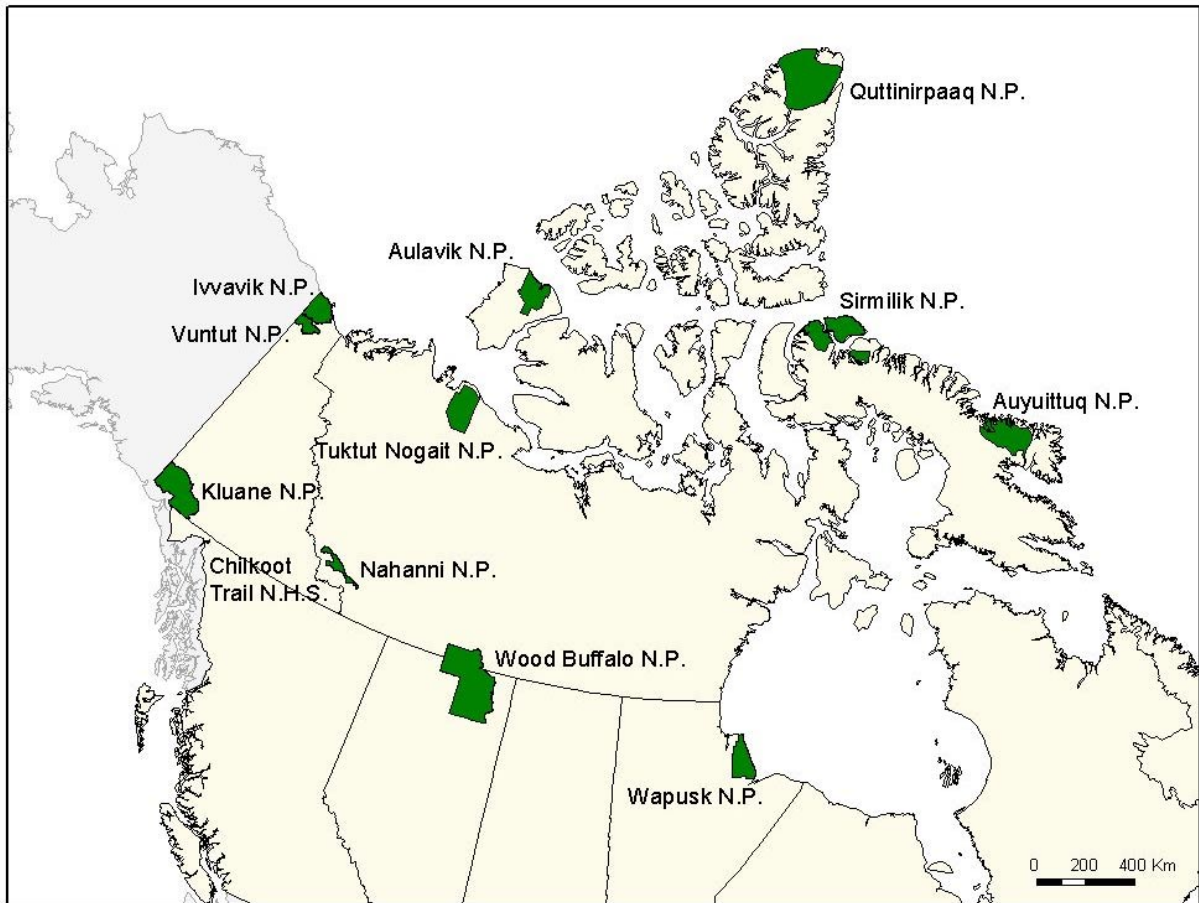 Quttinirpaaq N.P.
Aulavik N.P.
Ivvavik N.P.
Sirmilik N.P.
Vuntut N.P.
Auyuittuq N.P.
Tuktut Nogait N.P.
Kluane N.P.
Chilkoot
Trail N.H.S.
Nahanni N.P.
Wood Buffalo N.P.
Wapusk N.P.
0 200 400 Km